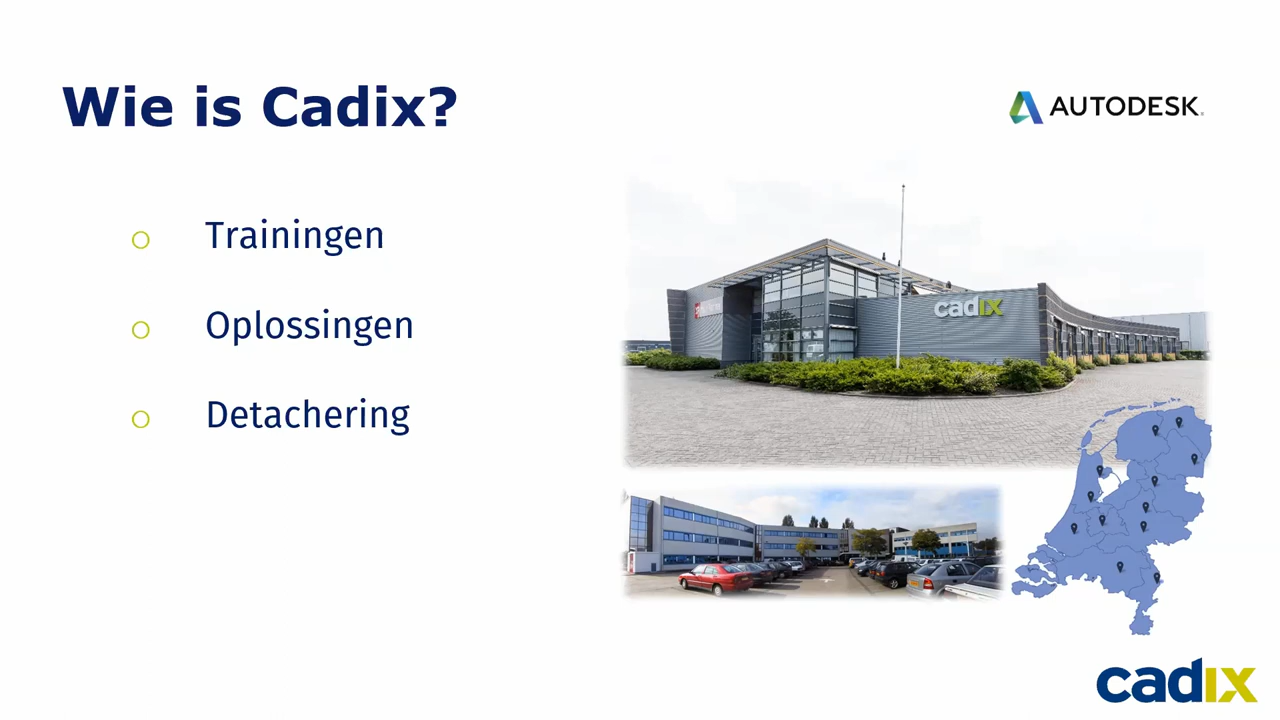 Wie is Cadix?
AUTODESK.
Trainingen
Oplossingen
Detachering
cadix
cadix